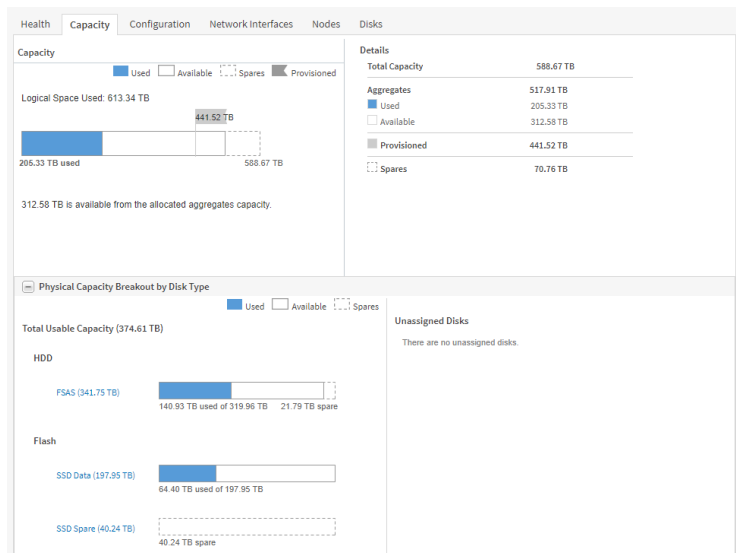 Health Capacity Configuration Network Interfaces Nodes Disks
Capacity
Used Available Spares Provisioned
Logical Space Used: 613.34 TB
441.52 TB
205.33 TB used 588.67 TB
312.58 TB is available from the allocated aggregates capacity.
Details
Total Capacity 588.67 TB
Aggregates 517.91 TB
Used 205.33 TB
Available 312.58 TB
Provisioned 441.52 TB
Spares 70.76 TB
Physical Capacity Breakout by Disk Type
Used Available Spares
Total Usable Capacity (374.61 TB)
HDD
FSAS (341.75 TB)
140.93 TB used of 319.96 TB 21.79 TB spare
Flash
SSD Data (197.95 TB)
64.40 TB used of 197.95 TB
SSD Spare (40.24 TB)
40.24 TB spare
Unassigned Disks
There are no unassigned disks.